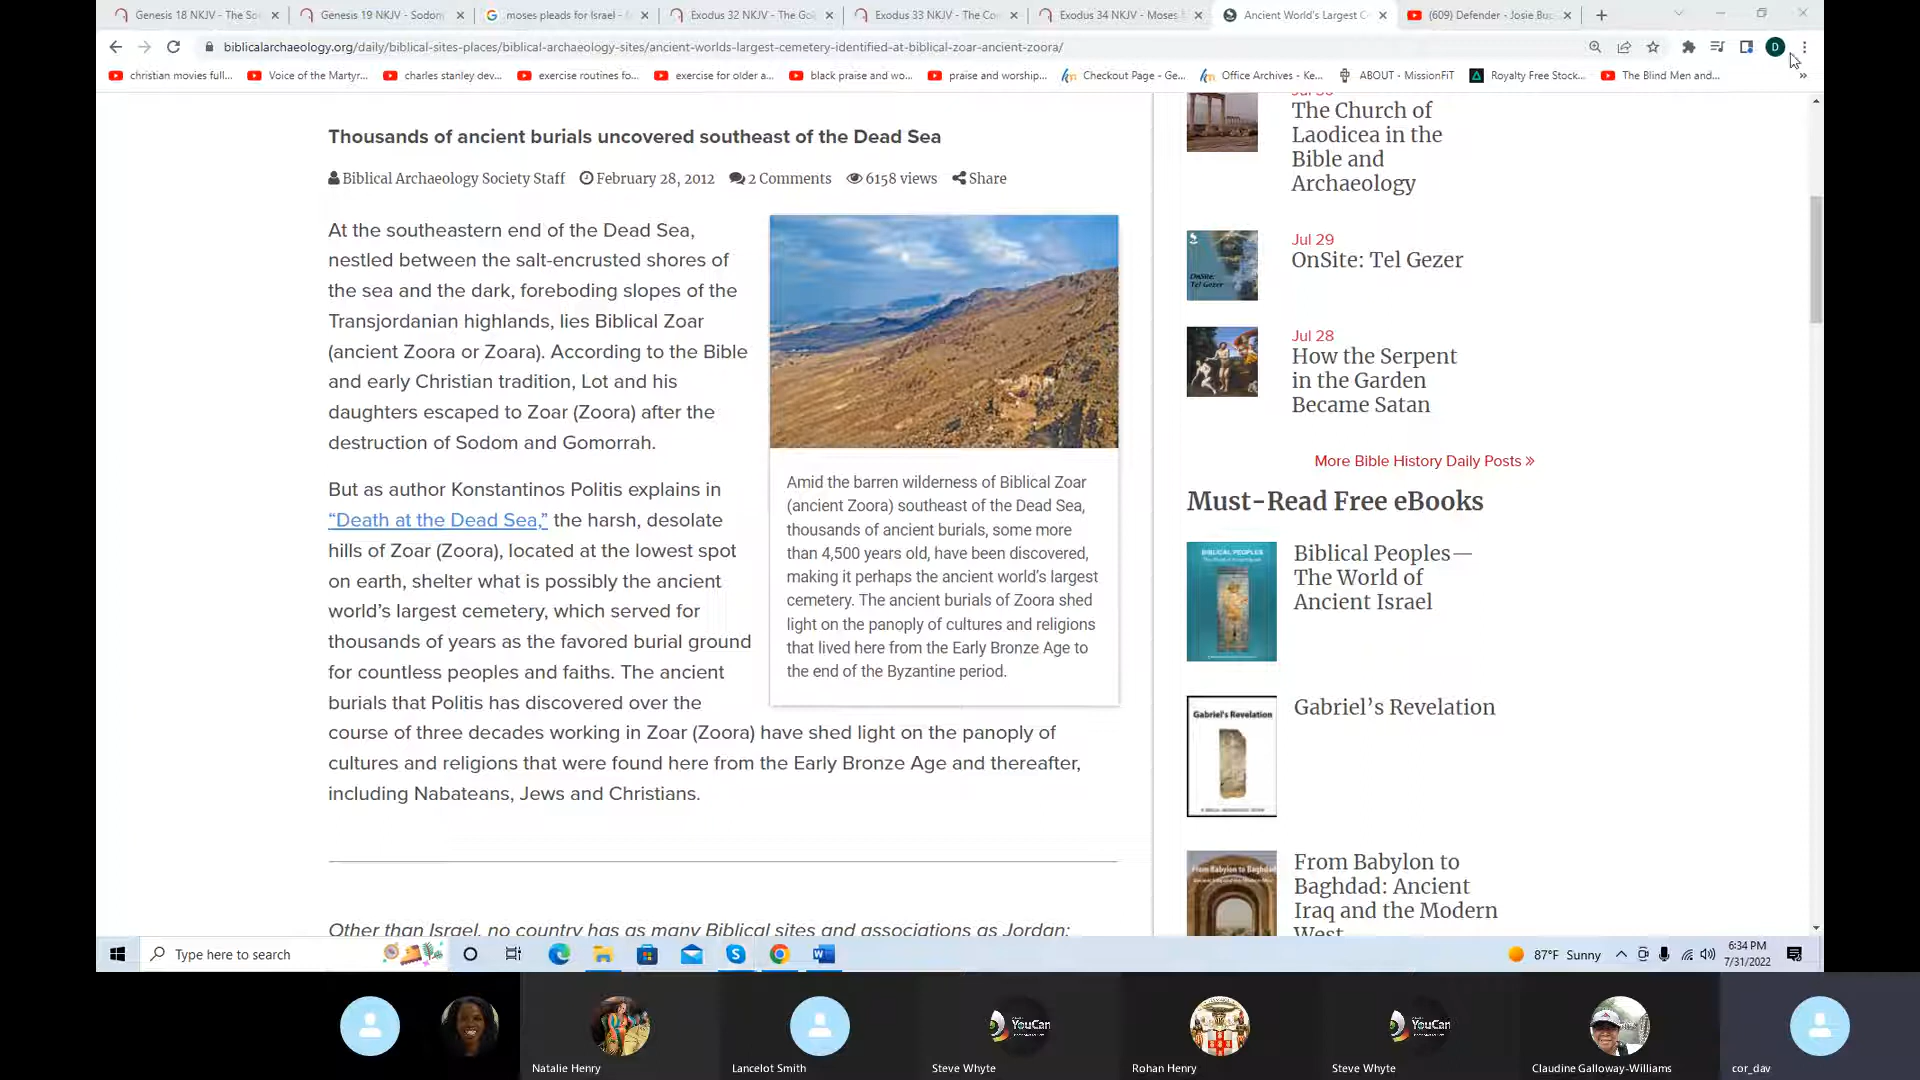 Genesis 18 NKJV - The So
Genesis 19 NKJV - Sodom
moses pleads for Israel -
Exodus 32 NKJV - The Go
Exodus 33 NKJV - The Co
Exodus 34 NKJV - Moses
Ancient World's Largest C
(609) Defender - Josie Buc
biblicalarchaeology.org/daily/biblical-sites-places/biblical-archaeology-sites/ancient-worlds-largest-cemetery-identified-at-biblical-zoar-ancient-zoora/
D
christian movies full...
Voice of the Martyr...
charles stanley dev...
exercise routines fo...
exercise for older a...
black praise and wo...
praise and worship...
Checkout Page - Ge...
Office Archives - Ke...
ABOUT - MissionFiT
Royalty Free Stock...
The Blind Men and...
Thousands of ancient burials uncovered southeast of the Dead Sea
Biblical Archaeology Society Staff February 28, 2012 2 Comments 6158 views Share
At the southeastern end of the Dead Sea,
nestled between the salt-encrusted shores of
the sea and the dark, foreboding slopes of the
Transjordanian highlands, lies Biblical Zoar
(ancient Zoora or Zoara). According to the Bible
and early Christian tradition, Lot and his
daughters escaped to Zoar (Zoora) after the
destruction of Sodom and Gomorrah.
But as author Konstantinos Politis explains in
“Death at the Dead Sea,” the harsh, desolate
hills of Zoar (Zoora), located at the lowest spot
on earth, shelter what is possibly the ancient
world’s largest cemetery, which served for
thousands of years as the favored burial ground
for countless peoples and faiths. The ancient
burials that Politis has discovered over the
course of three decades working in Zoar (Zoora) have shed light on the panoply of
cultures and religions that were found here from the Early Bronze Age and thereafter,
including Nabateans, Jews and Christians.
Amid the barren wilderness of Biblical Zoar
(ancient Zoora) southeast of the Dead Sea,
thousands of ancient burials, some more
than 4,500 years old, have been discovered,
making it perhaps the ancient world’s largest
cemetery. The ancient burials of Zoora shed
light on the panoply of cultures and religions
that lived here from the Early Bronze Age to
the end of the Byzantine period.
Other than Israel, no country has as many Biblical sites and associations as Jordan:
Jul 30
The Church of
Laodicea in the
Bible and
Archaeology
OnSite:
Tel Gezer
Jul 29
OnSite: Tel Gezer
Jul 28
How the Serpent
in the Garden
Became Satan
More Bible History Daily Posts »
Must-Read Free eBooks
BIBLICAL PEOPLES
Biblical Peoples—
The World of
Ancient Israel
Gabriel's Revelation
Gabriel’s Revelation
From Babylon to Baghdad
From Babylon to
Baghdad: Ancient
Iraq and the Modern
West
Type here to search
87°F Sunny
6:34 PM
7/31/2022
YouCan
YouCan
Natalie Henry
Lancelot Smith
Steve Whyte
Rohan Henry
Steve Whyte
Claudine Galloway-Williams
cor_dav